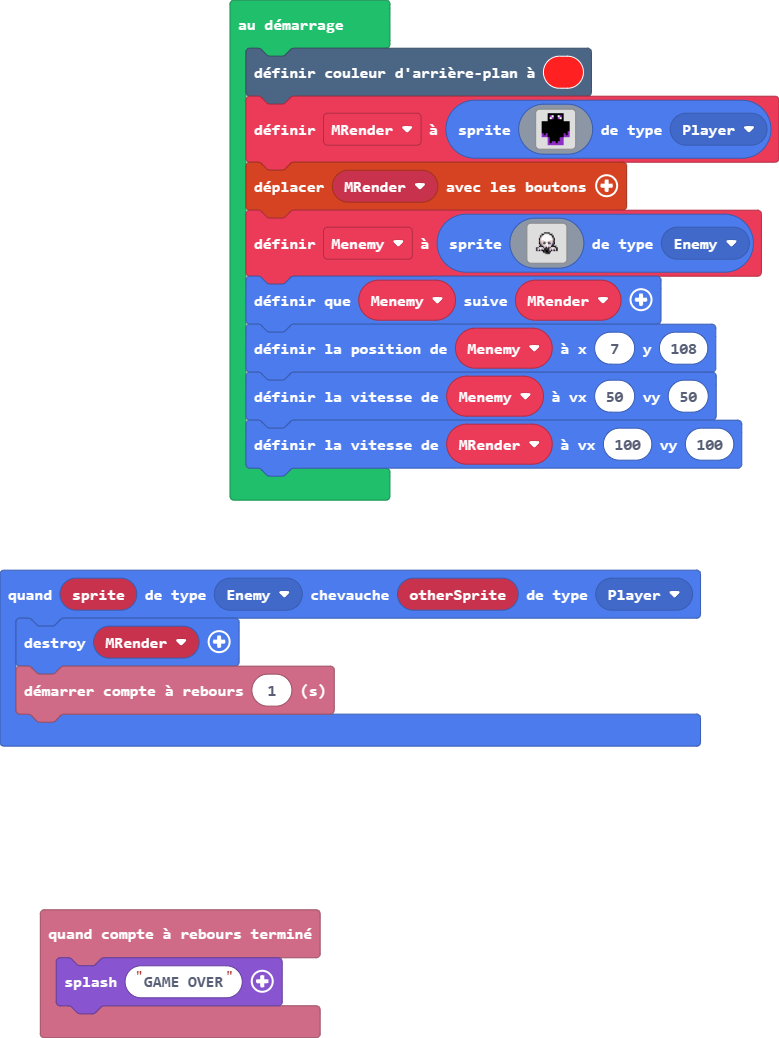 au démarrage
définir couleur d'arrière-plan à
définir MRender à sprite de type Player
déplacer MRender avec les boutons
définir Menemy à sprite de type Enemy
définir que Menemy suive MRender
définir la position de Menemy à x 7 y 108
définir la vitesse de Menemy à vx 50 vy 50
définir la vitesse de MRender à vx 100 vy 100
quand sprite de type Enemy chevauche otherSprite de type Player
destroy MRender
démarrer compte à rebours 1 (s)
quand compte à rebours terminé
splash "GAME OVER"